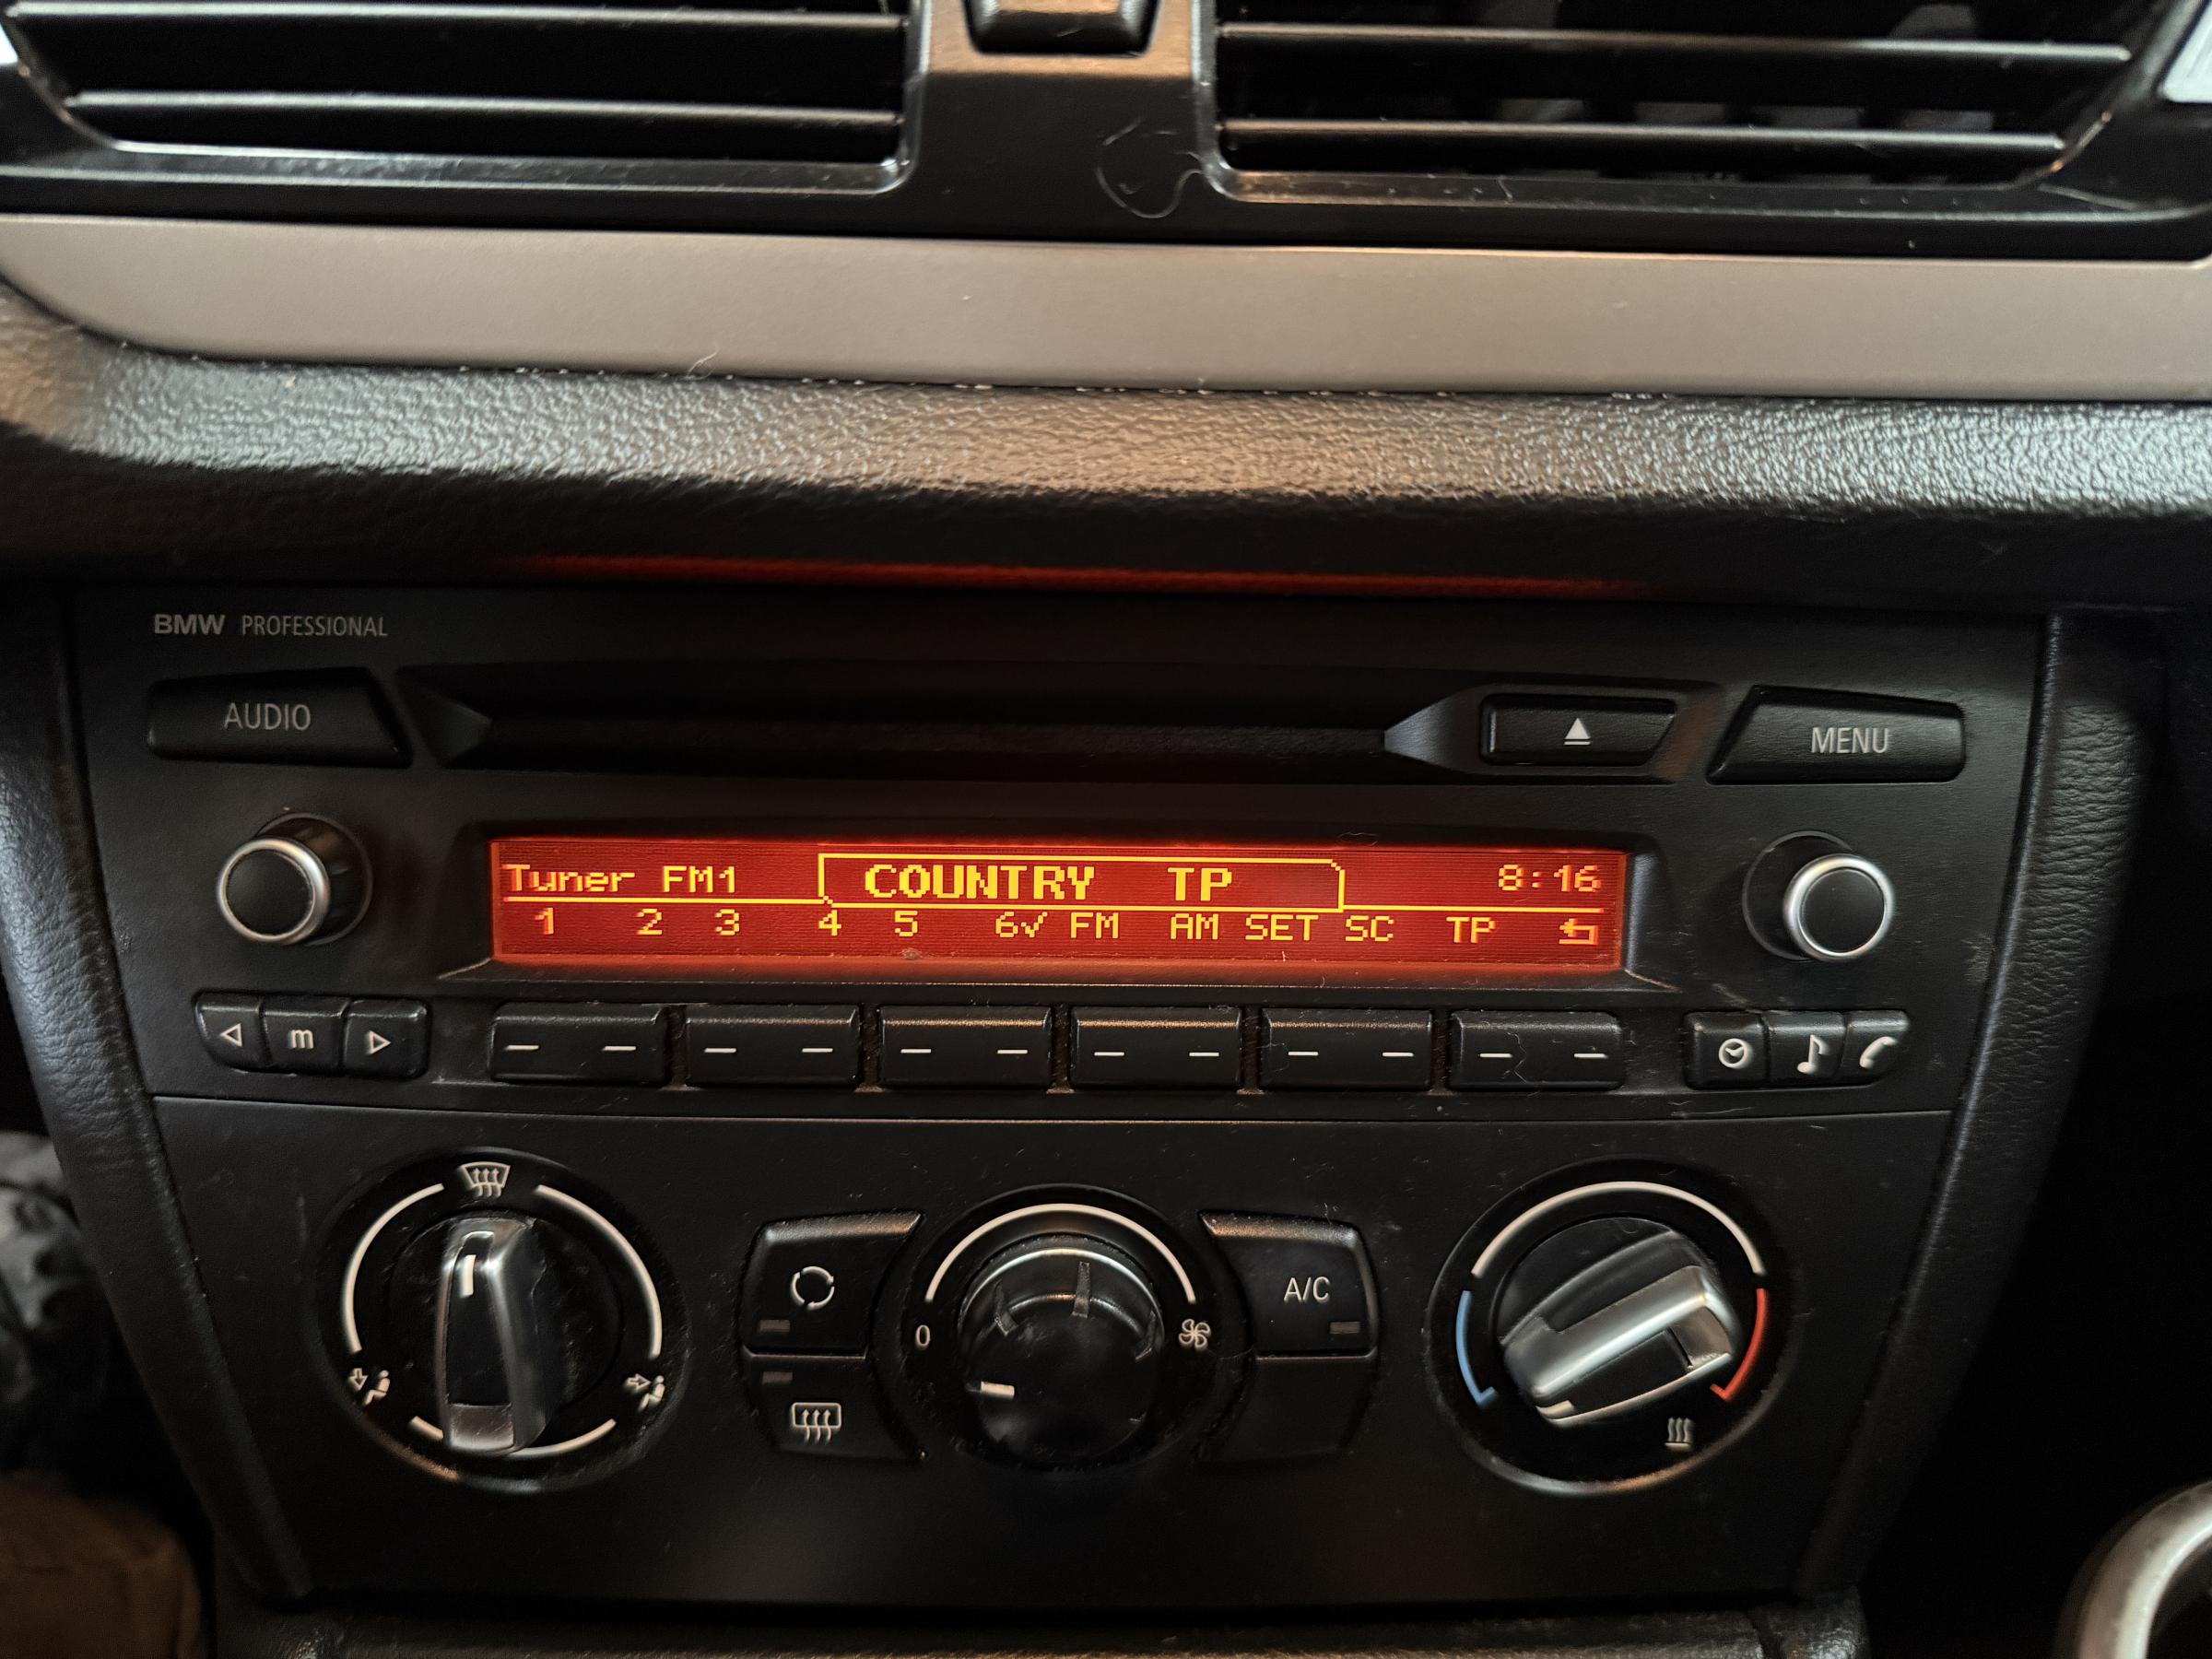 BMW PROFESSIONAL
AUDIO
MENU
Tuner FM1 COUNTRY TP 8:16
1 2 3 4 5 6✓ FM AM SET SC TP
m
0
A/C